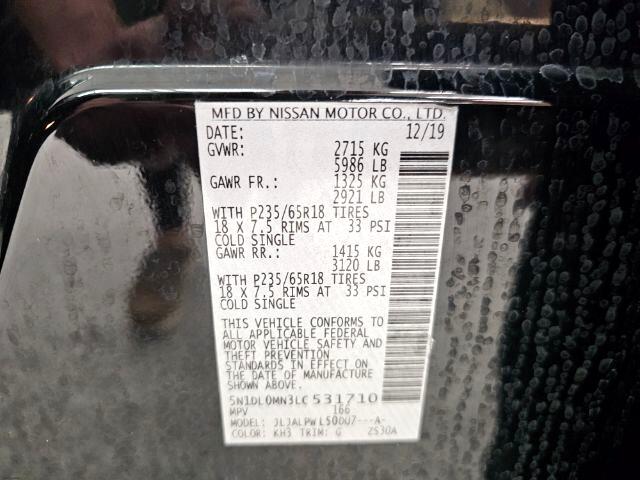 MFD BY NISSAN MOTOR CO., LTD.
DATE: 12/19
GVWR: 2715 KG
5986 LB
GAWR FR.: 1325 KG
2921 LB
WITH P235/65R18 TIRES
18 X 7.5 RIMS AT 33 PSI
COLD SINGLE
GAWR RR.: 1415 KG
3120 LB
WITH P235/65R18 TIRES
18 X 7.5 RIMS AT 33 PSI
COLD SINGLE
THIS VEHICLE CONFORMS TO
ALL APPLICABLE FEDERAL
MOTOR VEHICLE SAFETY AND
THEFT PREVENTION
STANDARDS IN EFFECT ON
THE DATE OF MANUFACTURE
SHOWN ABOVE.
5N1DL0MN3LC531710
MPV 166
MODEL: JLJALPWL50DU7---A-
COLOR: KH3 TRIM: G ZS30A